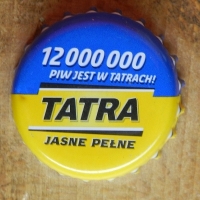 12 000 000
PIW JEST W TATRACH!
TATRA
JASNE PEŁNE